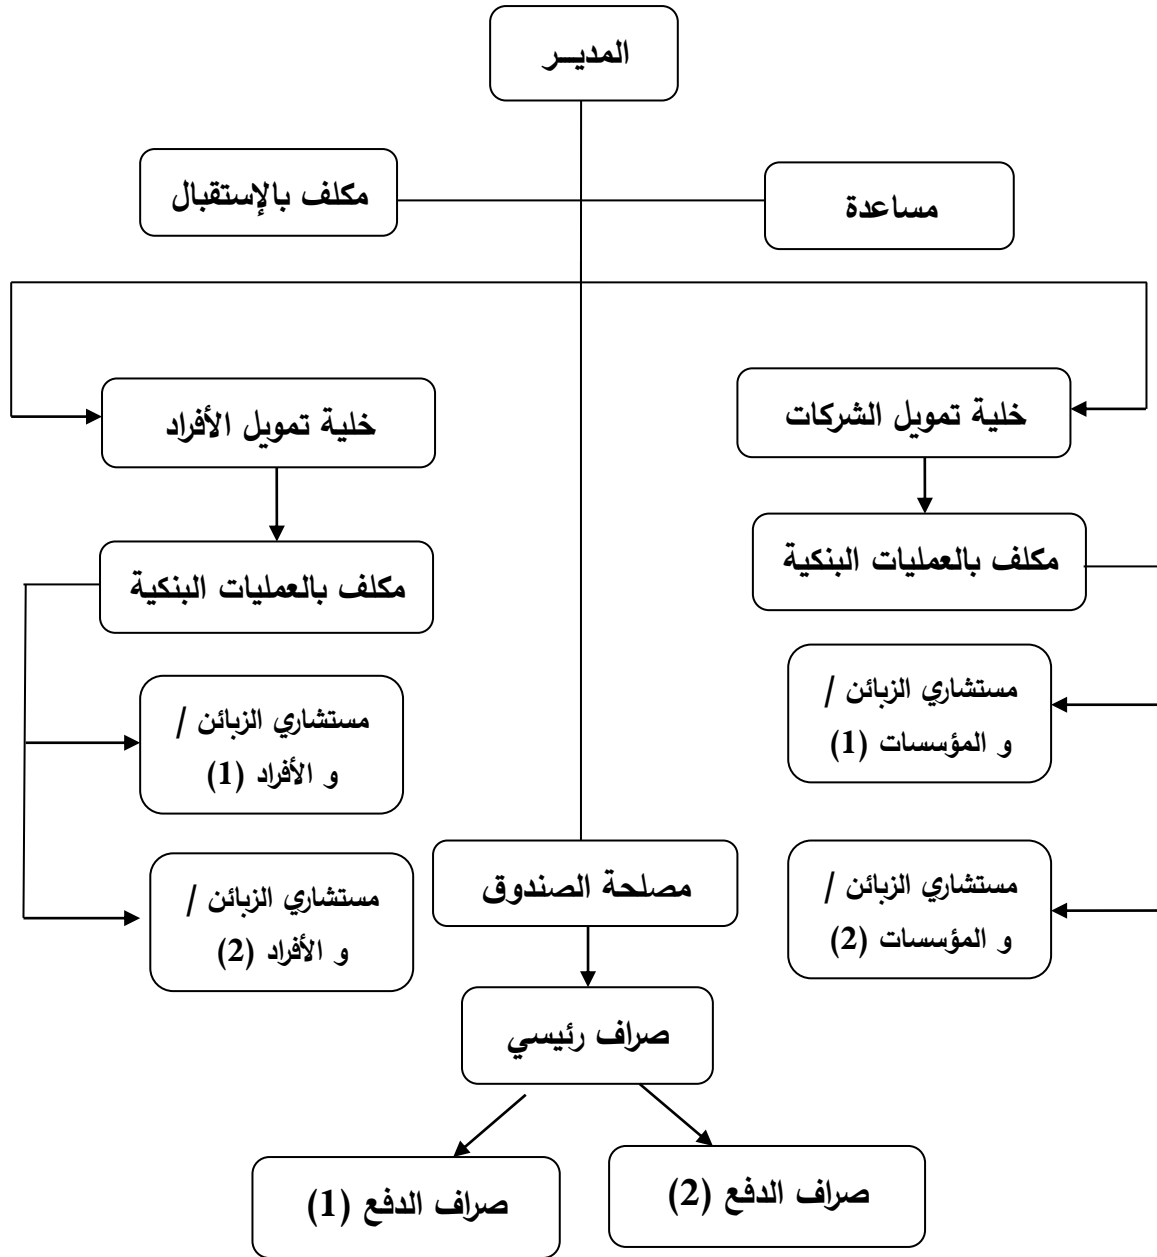 المديــر
مساعدة
مكلف بالإستقبال
خلية تمويل الشركات
خلية تمويل الأفراد
مكلف بالعمليات البنكية
مكلف بالعمليات البنكية
مستشاري الزبائن /
و المؤسسات (1)
مستشاري الزبائن /
و الأفراد (1)
مستشاري الزبائن /
و المؤسسات (2)
مصلحة الصندوق
مستشاري الزبائن /
و الأفراد (2)
صراف رئيسي
صراف الدفع (2)
صراف الدفع (1)